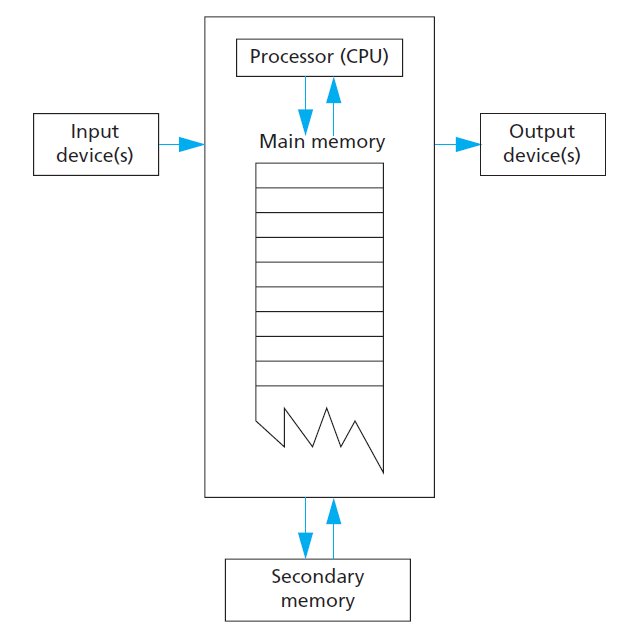 Processor (CPU)
Main memory
Input
device(s)
Output
device(s)
Secondary
memory